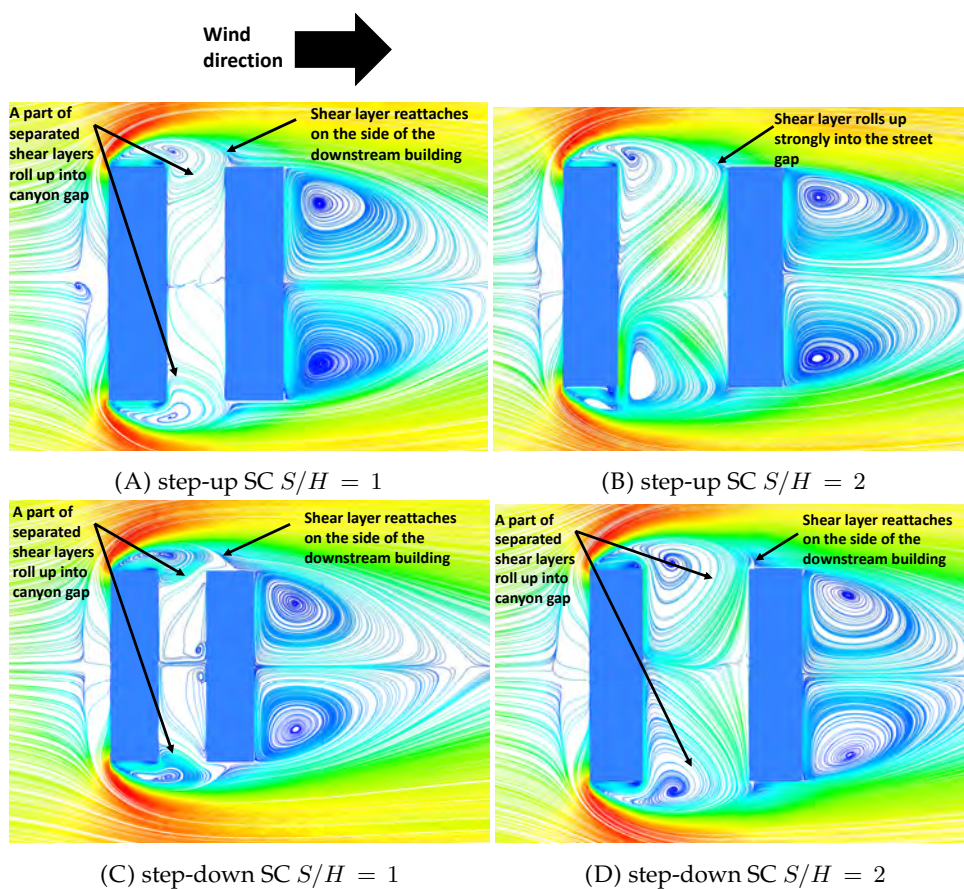 Wind
direction
A part of
separated
shear layers
roll up into
canyon gap
Shear layer reattaches
on the side of the
downstream building
Shear layer rolls up
strongly into the street
gap
(A) step-up SC S/H = 1
(B) step-up SC S/H = 2
A part of
separated
shear layers
roll up into
canyon gap
Shear layer reattaches
on the side of the
downstream building
A part of
separated
shear layers
roll up into
canyon gap
Shear layer reattaches
on the side of the
downstream building
(C) step-down SC S/H = 1
(D) step-down SC S/H = 2